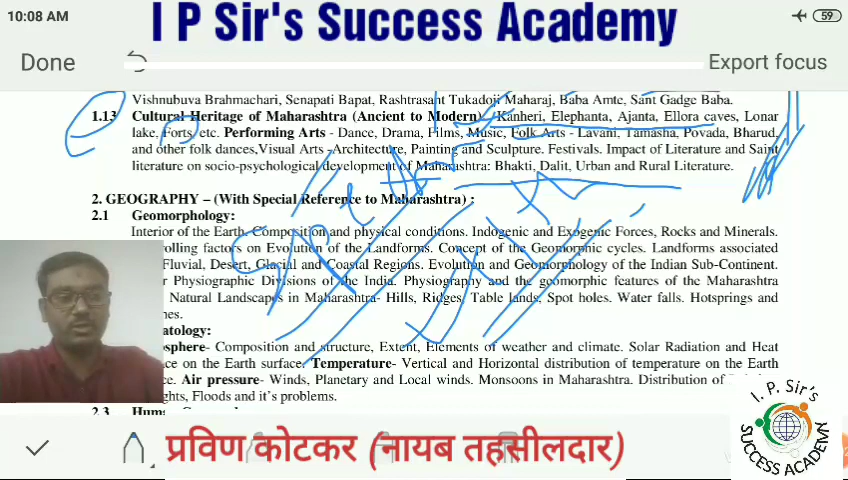 10:08 AM
I P Sir's Success Academy
59
Done
Export focus
Vishnubuva Brahmachari, Senapati Bapat, Rashtrasant Tukadoji Maharaj, Baba Amte, Sant Gadge Baba.
1.13 Cultural Heritage of Maharashtra (Ancient to Modern) Kanheri, Elephanta, Ajanta, Ellora caves, Lonar
lake, Forts etc. Performing Arts - Dance, Drama, Films, Music, Folk Arts - Lavani, Tamasha, Povada, Bharud,
and other folk dances,Visual Arts -Architecture, Painting and Sculpture. Festivals. Impact of Literature and Saint
literature on socio-psychological development of Maharashtra: Bhakti, Dalit, Urban and Rural Literature.
2. GEOGRAPHY – (With Special Reference to Maharashtra) :
2.1 Geomorphology:
Interior of the Earth, Composition and physical conditions. Indogenic and Exogenic Forces, Rocks and Minerals.
olling factors on Evolution of the Landforms. Concept of the Geomorphic cycles. Landforms associated
Fluvial, Desert, Glacial and Coastal Regions. Evolution and Geomorphology of the Indian Sub-Continent.
r Physiographic Divisions of the India. Physiography and the geomorphic features of the Maharashtra
Natural Landscapes in Maharashtra- Hills, Ridges, Table lands, Spot holes. Water falls. Hotsprings and
es.
atology:
sphere- Composition and structure, Extent, Elements of weather and climate. Solar Radiation and Heat
ce on the Earth surface. Temperature- Vertical and Horizontal distribution of temperature on the Earth
ce. Air pressure- Winds, Planetary and Local winds. Monsoons in Maharashtra. Distribution of
ghts, Floods and it's problems.
2.3
प्रविण कोटकर (नायब तहसीलदार)
I. P. Sir's
SUCCESS ACADEMY